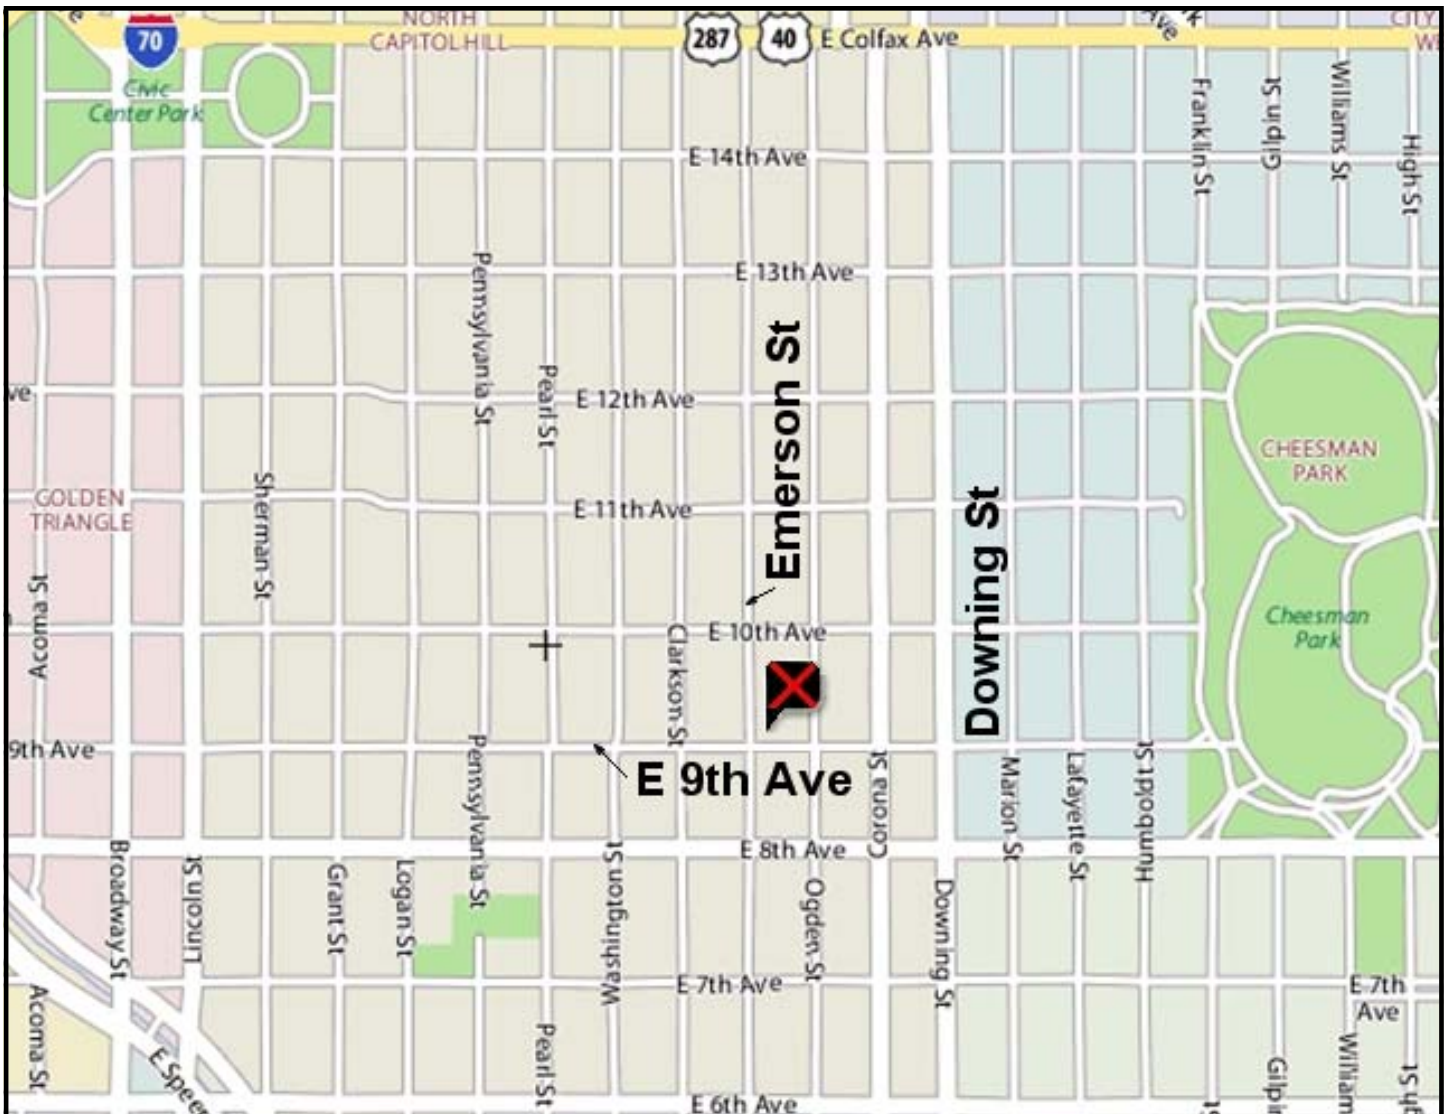 NORTH
CAPITOL HILL
70
287
40
E Colfax Ave
Ave
CITY
Civic
Center Park
Franklin St
Gilpin St
Williams St
High St
E 14th Ave
E 13th Ave
Pennsylvania St
Pearl St
Emerson St
E 12th Ave
CHEESMAN
PARK
GOLDEN
TRIANGLE
Sherman St
E 11th Ave
Downing St
Acoma St
Clarkson St
E 10th Ave
Cheesman
Park
9th Ave
E 9th Ave
Pennsylvania St
Corona St
Marion St
Lafayette St
Humboldt St
E 8th Ave
Broadway St
Lincoln St
Grant St
Logan St
Washington St
Ogden St
Downing St
E 7th Ave
E 7th
Ave
Acoma St
E Speer
Pearl St
E 6th Ave
Gilpi
William